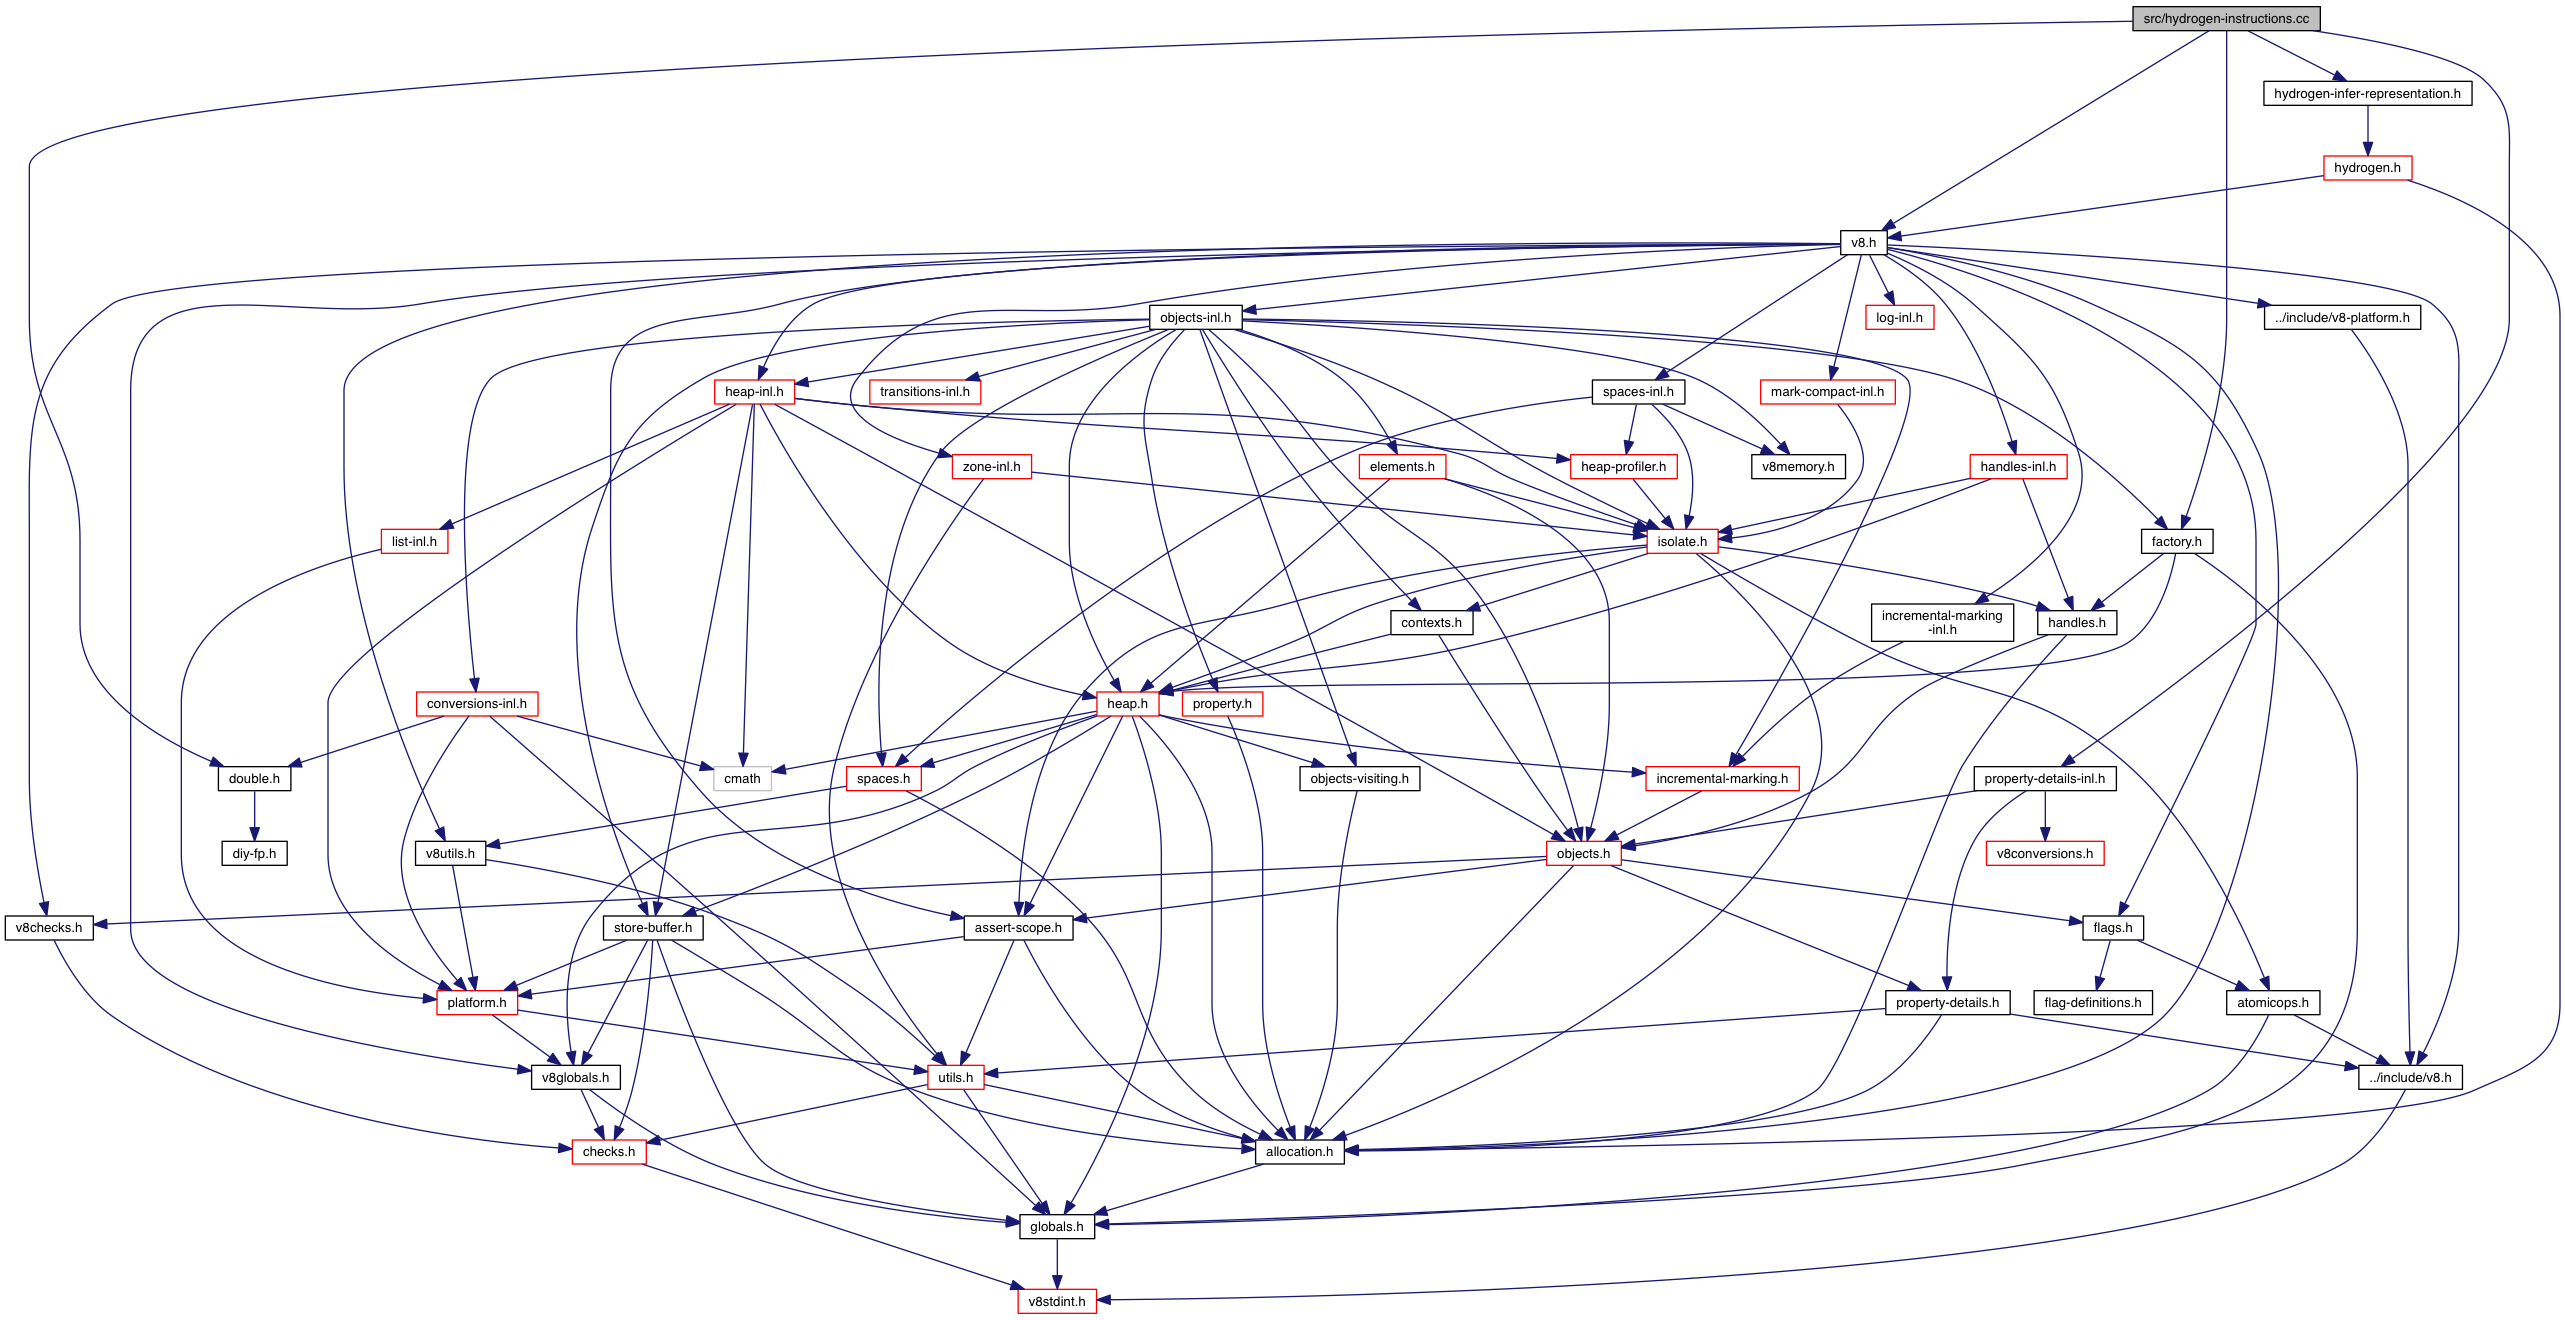 src/hydrogen-instructions.cc
hydrogen-infer-representation.h
hydrogen.h
v8.h
objects-inl.h
log-inl.h
../include/v8-platform.h
heap-inl.h
transitions-inl.h
spaces-inl.h
mark-compact-inl.h
zone-inl.h
elements.h
heap-profiler.h
v8memory.h
handles-inl.h
list-inl.h
isolate.h
factory.h
contexts.h
incremental-marking
-inl.h
handles.h
conversions-inl.h
heap.h
property.h
double.h
cmath
spaces.h
objects-visiting.h
incremental-marking.h
property-details-inl.h
diy-fp.h
v8utils.h
objects.h
v8conversions.h
v8checks.h
store-buffer.h
assert-scope.h
flags.h
platform.h
property-details.h
flag-definitions.h
atomicops.h
v8globals.h
utils.h
../include/v8.h
checks.h
allocation.h
globals.h
v8stdint.h